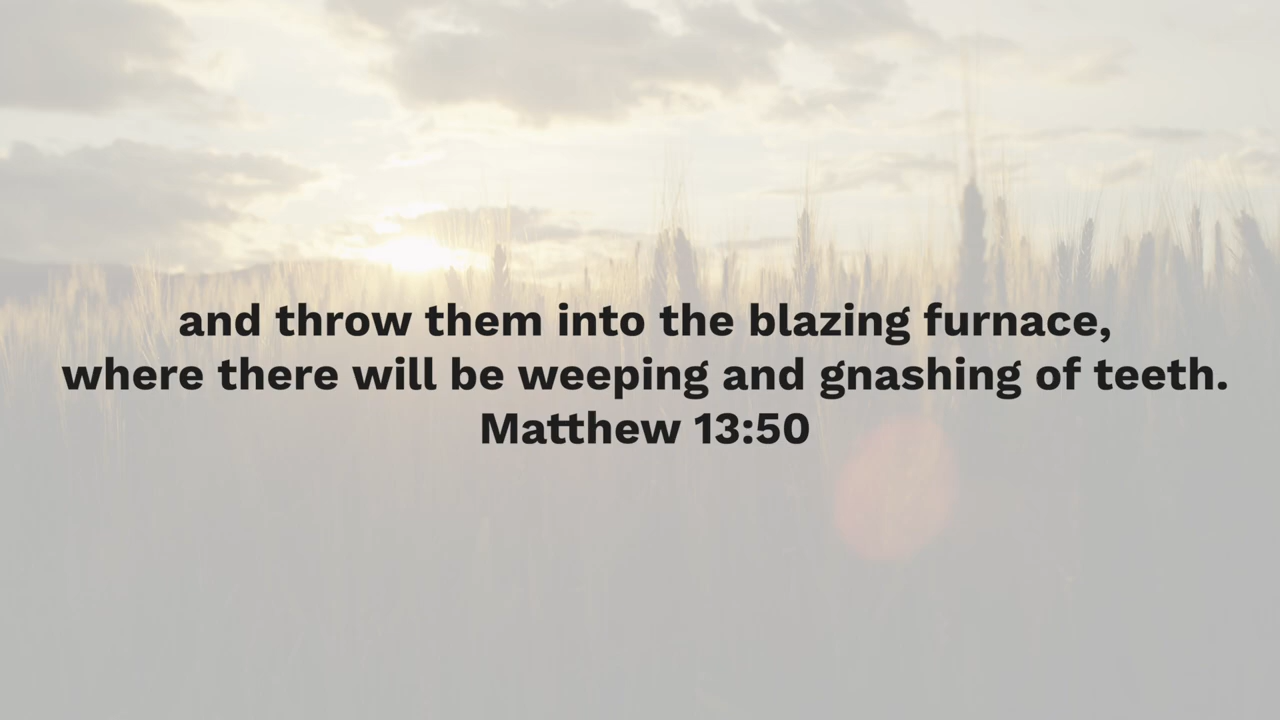 and throw them into the blazing furnace,
where there will be weeping and gnashing of teeth.
Matthew 13:50